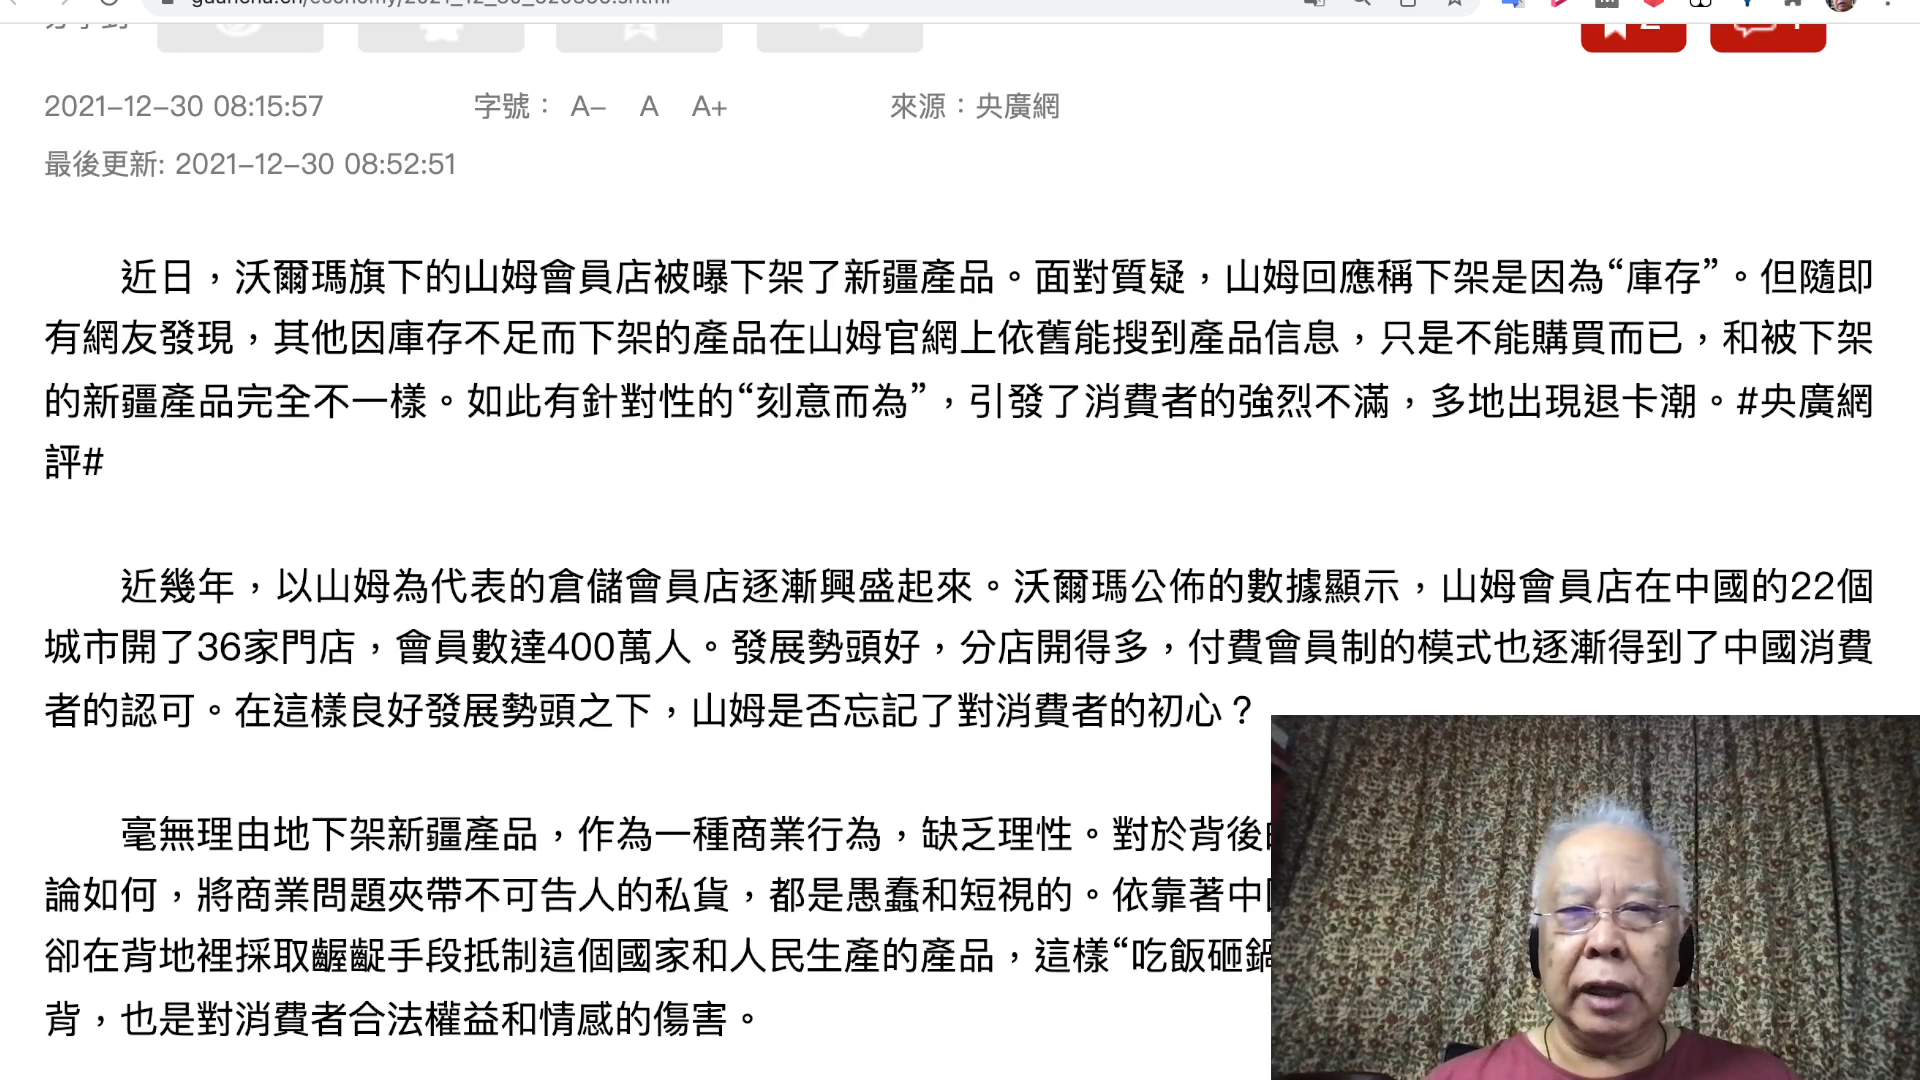 2021-12-30 08:15:57 字號： A- A A+ 來源：央廣網
最後更新: 2021-12-30 08:52:51
近日，沃爾瑪旗下的山姆會員店被曝下架了新疆產品。面對質疑，山姆回應稱下架是因為“庫存”。但隨即
有網友發現，其他因庫存不足而下架的產品在山姆官網上依舊能搜到產品信息，只是不能購買而已，和被下架
的新疆產品完全不一樣。如此有針對性的“刻意而為”，引發了消費者的強烈不滿，多地出現退卡潮。#央廣網
評#
近幾年，以山姆為代表的倉儲會員店逐漸興盛起來。沃爾瑪公佈的數據顯示，山姆會員店在中國的22個
城市開了36家門店，會員數達400萬人。發展勢頭好，分店開得多，付費會員制的模式也逐漸得到了中國消費
者的認可。在這樣良好發展勢頭之下，山姆是否忘記了對消費者的初心？
毫無理由地下架新疆產品，作為一種商業行為，缺乏理性。對於背後
論如何，將商業問題夾帶不可告人的私貨，都是愚蠢和短視的。依靠著中
卻在背地裡採取齷齪手段抵制這個國家和人民生產的產品，這樣“吃飯砸鍋
背，也是對消費者合法權益和情感的傷害。